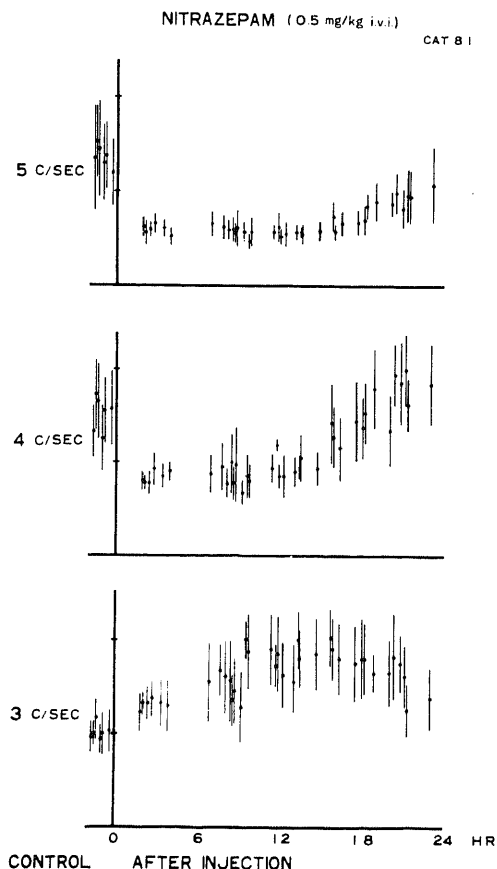 NITRAZEPAM (0.5 mg/kg i.v.i.)
CAT 81
5 C/SEC
4 C/SEC
3 C/SEC
0 6 12 18 24 HR
CONTROL AFTER INJECTION